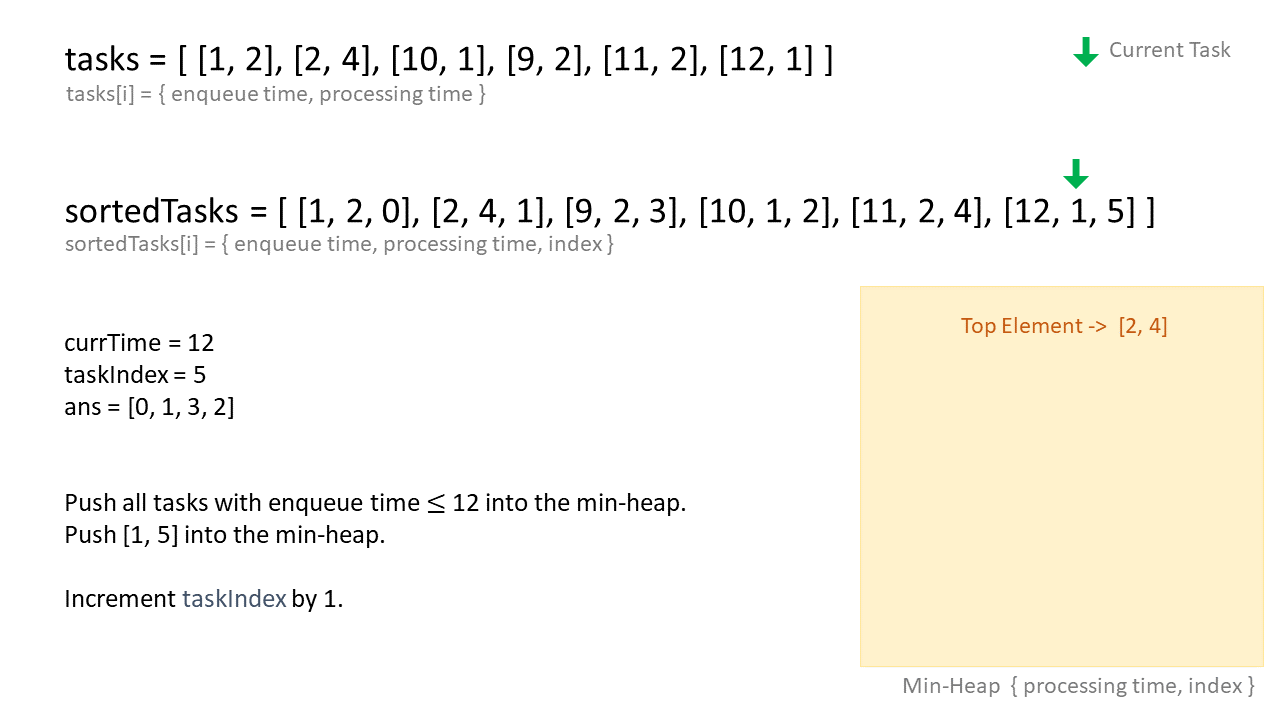 tasks = [ [1, 2], [2, 4], [10, 1], [9, 2], [11, 2], [12, 1] ]
Current Task
tasks[i] = { enqueue time, processing time }
sortedTasks = [ [1, 2, 0], [2, 4, 1], [9, 2, 3], [10, 1, 2], [11, 2, 4], [12, 1, 5] ]
sortedTasks[i] = { enqueue time, processing time, index }
Top Element -> [2, 4]
currTime = 12
taskIndex = 5
ans = [0, 1, 3, 2]
Push all tasks with enqueue time ≤ 12 into the min-heap.
Push [1, 5] into the min-heap.
Increment taskIndex by 1.
Min-Heap { processing time, index }